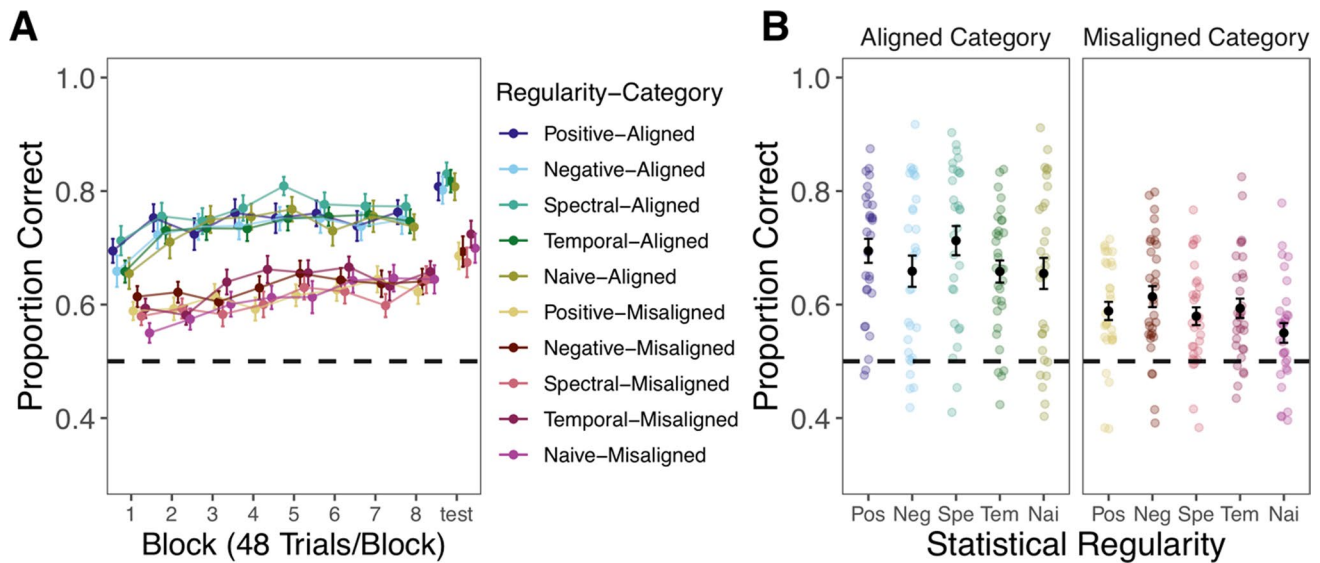 A
Proportion Correct
1.0
0.8
0.6
0.4
1 2 3 4 5 6 7 8 test
Block (48 Trials/Block)
Regularity−Category
Positive−Aligned
Negative−Aligned
Spectral−Aligned
Temporal−Aligned
Naive−Aligned
Positive−Misaligned
Negative−Misaligned
Spectral−Misaligned
Temporal−Misaligned
Naive−Misaligned
B
Aligned Category
Misaligned Category
Proportion Correct
1.0
0.8
0.6
0.4
Pos Neg Spe Tem Nai
Pos Neg Spe Tem Nai
Statistical Regularity